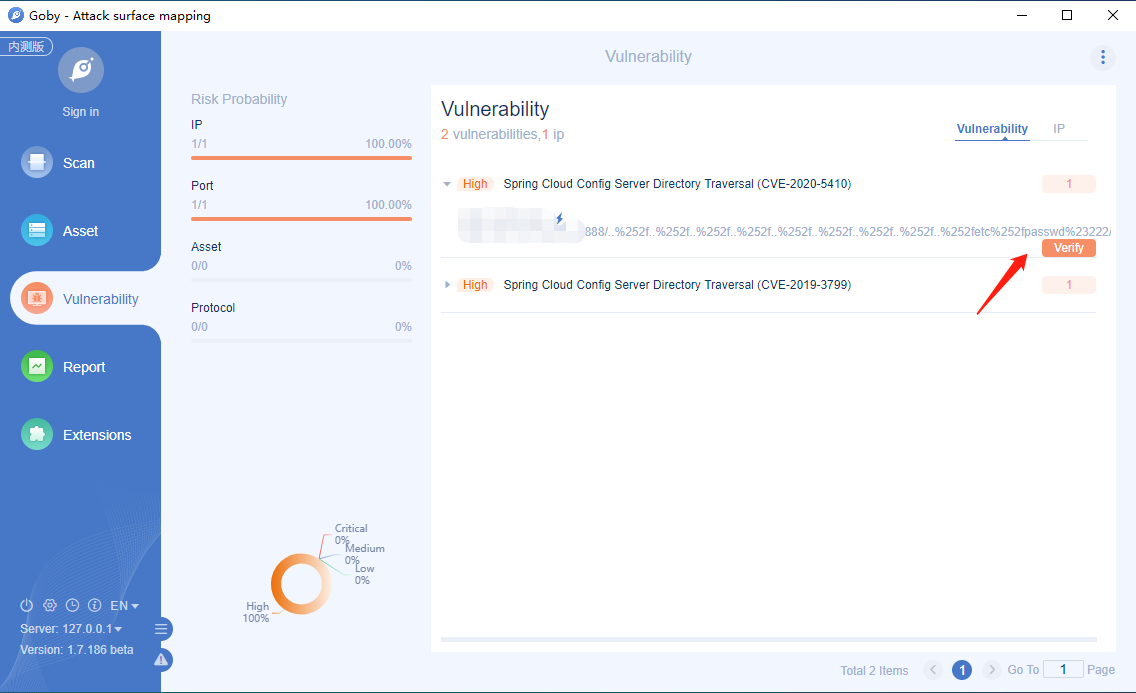 Goby - Attack surface mapping
内测版
Sign in
Scan
Asset
Vulnerability
Report
Extensions
EN
Server: 127.0.0.1
Version: 1.7.186 beta
Vulnerability
Risk Probability
IP
1/1 100.00%
Port
1/1 100.00%
Asset
0/0 0%
Protocol
0/0 0%
Critical
0%
Medium
0%
Low
0%
High
100%
Vulnerability
2 vulnerabilities,1 ip
Vulnerability IP
High Spring Cloud Config Server Directory Traversal (CVE-2020-5410) 1
888/..%252f..%252f..%252f..%252f..%252f..%252f..%252f..%252f..%252f..%252fetc%252fpasswd%23222/
Verify
High Spring Cloud Config Server Directory Traversal (CVE-2019-3799) 1
Total 2 Items 1 Go To 1 Page